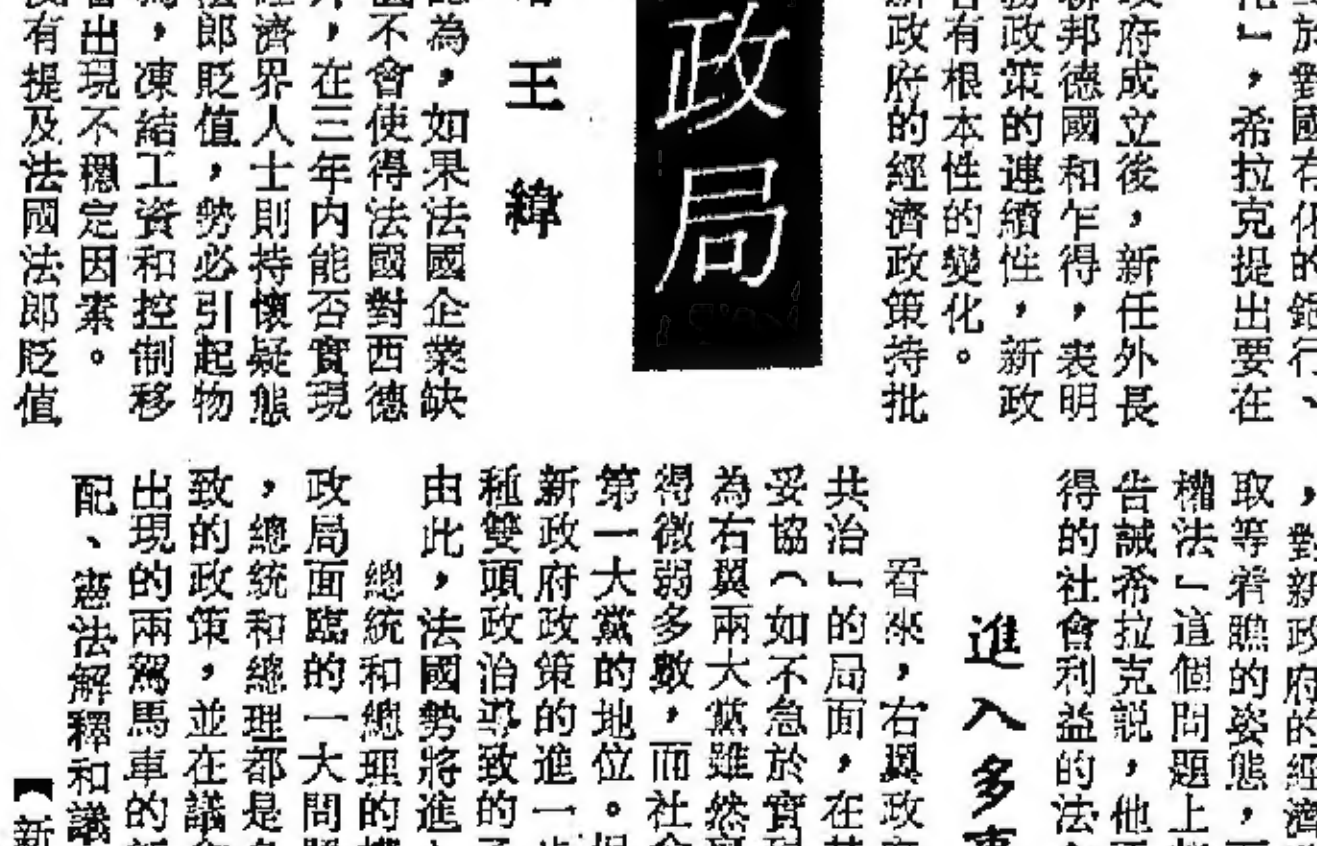 於對國有化的銀行、
化」，希拉克提出要在
政府成立後，新任外長
聯邦德國和乍得，表明
務政策的連續性，新政
有根本性的變化。
新政府的經濟政策持批
政局
王緯
為，如果法國企業缺
不會使得法國對西德
，在三年內能否實現
經濟界人士則持懷疑態
法郎貶值，勢必引起物
，凍結工資和控制移
出現不穩定因素。
有提及法國法郎貶值
，對新政府的經濟
取等着瞧的姿態，
權法」這個問題上
告誡希拉克說，他
得的社會利益的法
進入多事
看來，右翼政
共治」的局面，在
妥協（如不急於實
為右翼兩大黨雖然
得微弱多數，而社會
第一大黨的地位。
新政府政策的進一步
種雙頭政治導致的
由此，法國勢將進
總統和總理的權
政局面臨的一大問題
，總統和總理都是
致的政策，並在議會
出現的兩駕馬車的新
配、憲法解釋和議
【新